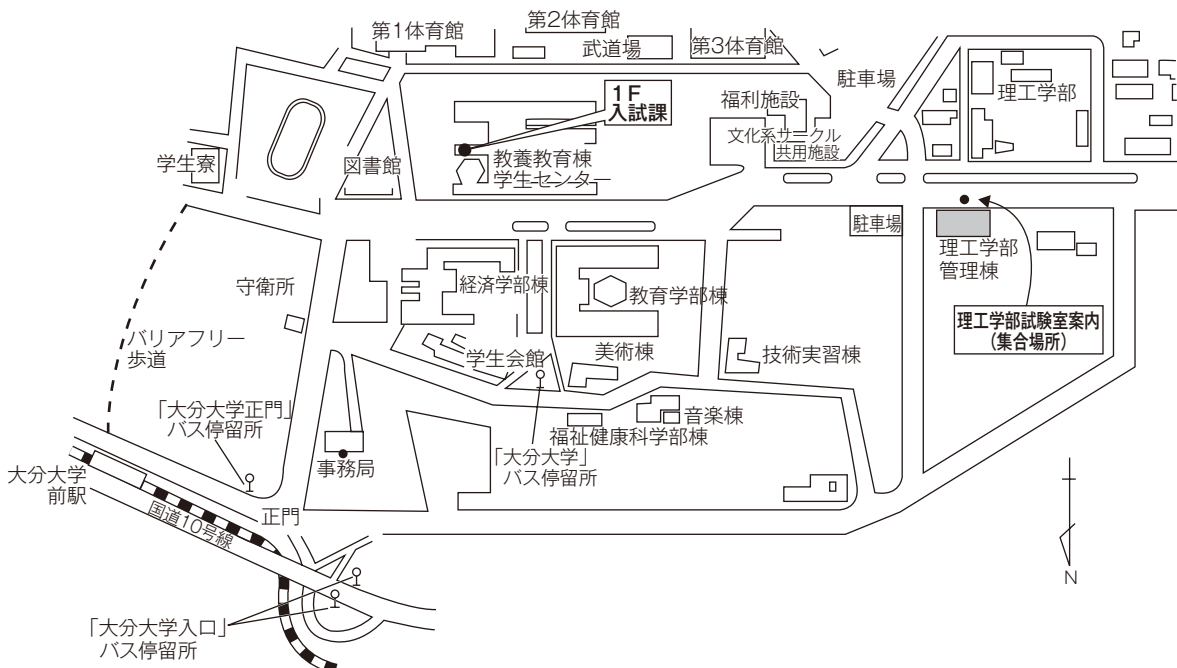 第1体育館
第2体育館
武道場
第3体育館
駐車場
理工学部
1F
入試課
福利施設
文化系サークル
共用施設
学生寮
図書館
教養教育棟
学生センター
駐車場
理工学部
管理棟
守衛所
経済学部棟
教育学部棟
理工学部試験室案内
(集合場所)
バリアフリー
歩道
学生会館
美術棟
技術実習棟
「大分大学正門」
バス停留所
音楽棟
福祉健康科学部棟
事務局
「大分大学」
バス停留所
大分大学
前駅
国道10号線
正門
N
「大分大学入口」
バス停留所